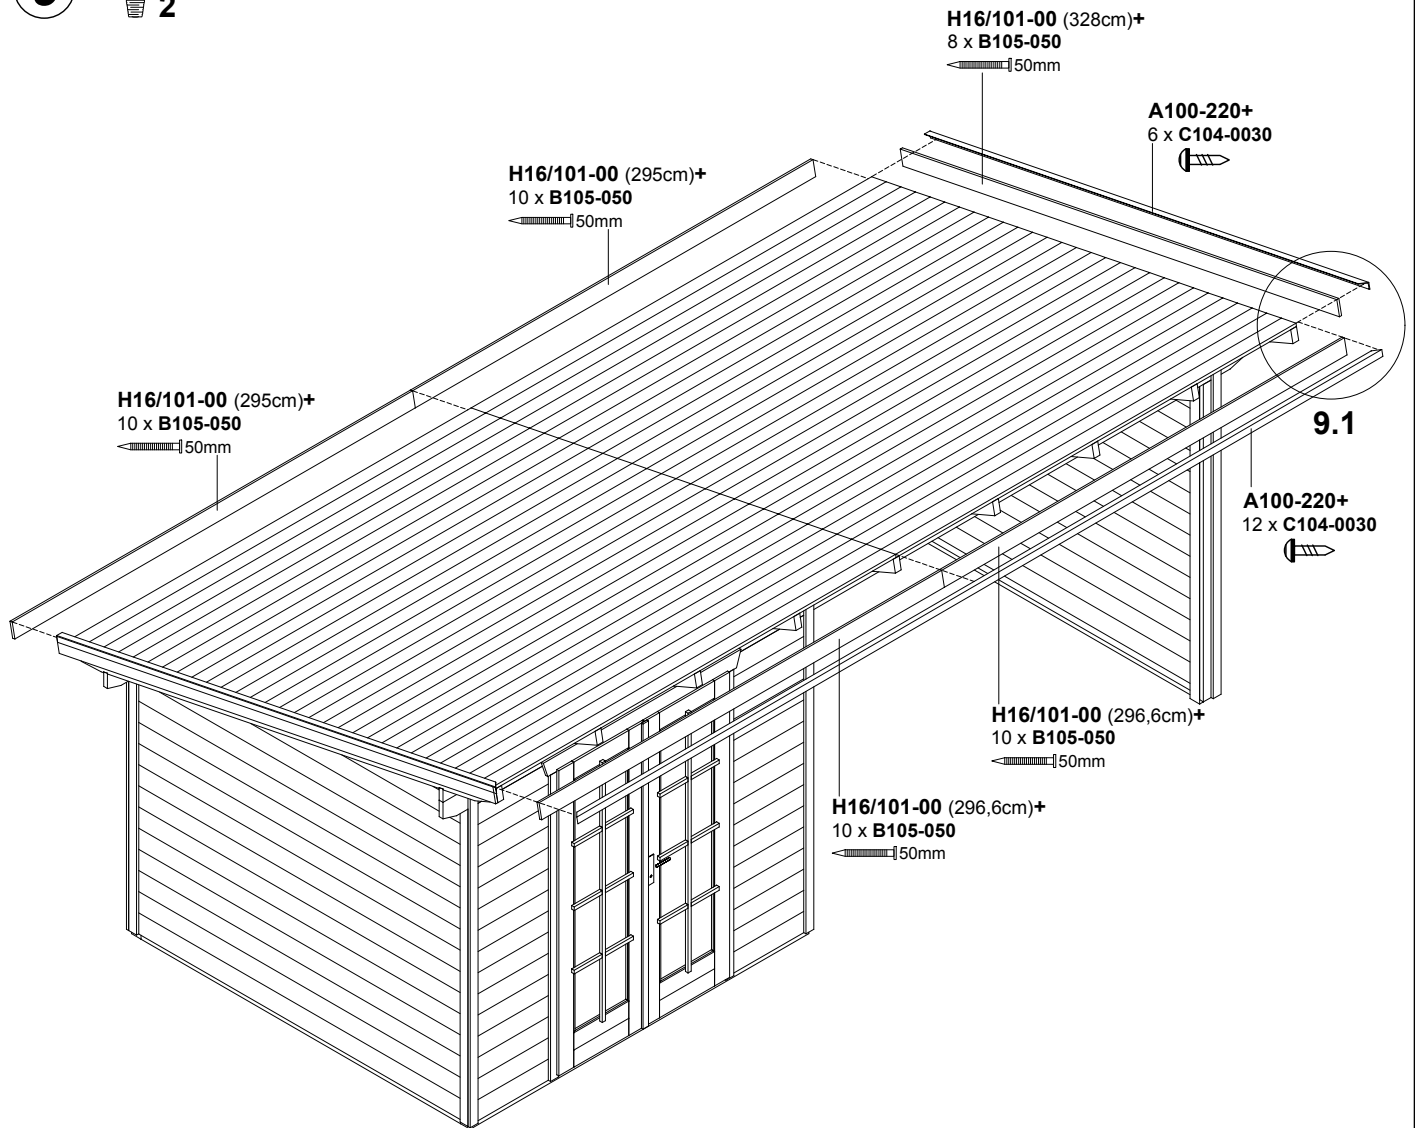 2
H16/101-00 (328cm)+
8 x B105-050
50mm
A100-220+
6 x C104-0030
H16/101-00 (295cm)+
10 x B105-050
50mm
H16/101-00 (295cm)+
10 x B105-050
50mm
9.1
A100-220+
12 x C104-0030
H16/101-00 (296,6cm)+
10 x B105-050
50mm
H16/101-00 (296,6cm)+
10 x B105-050
50mm